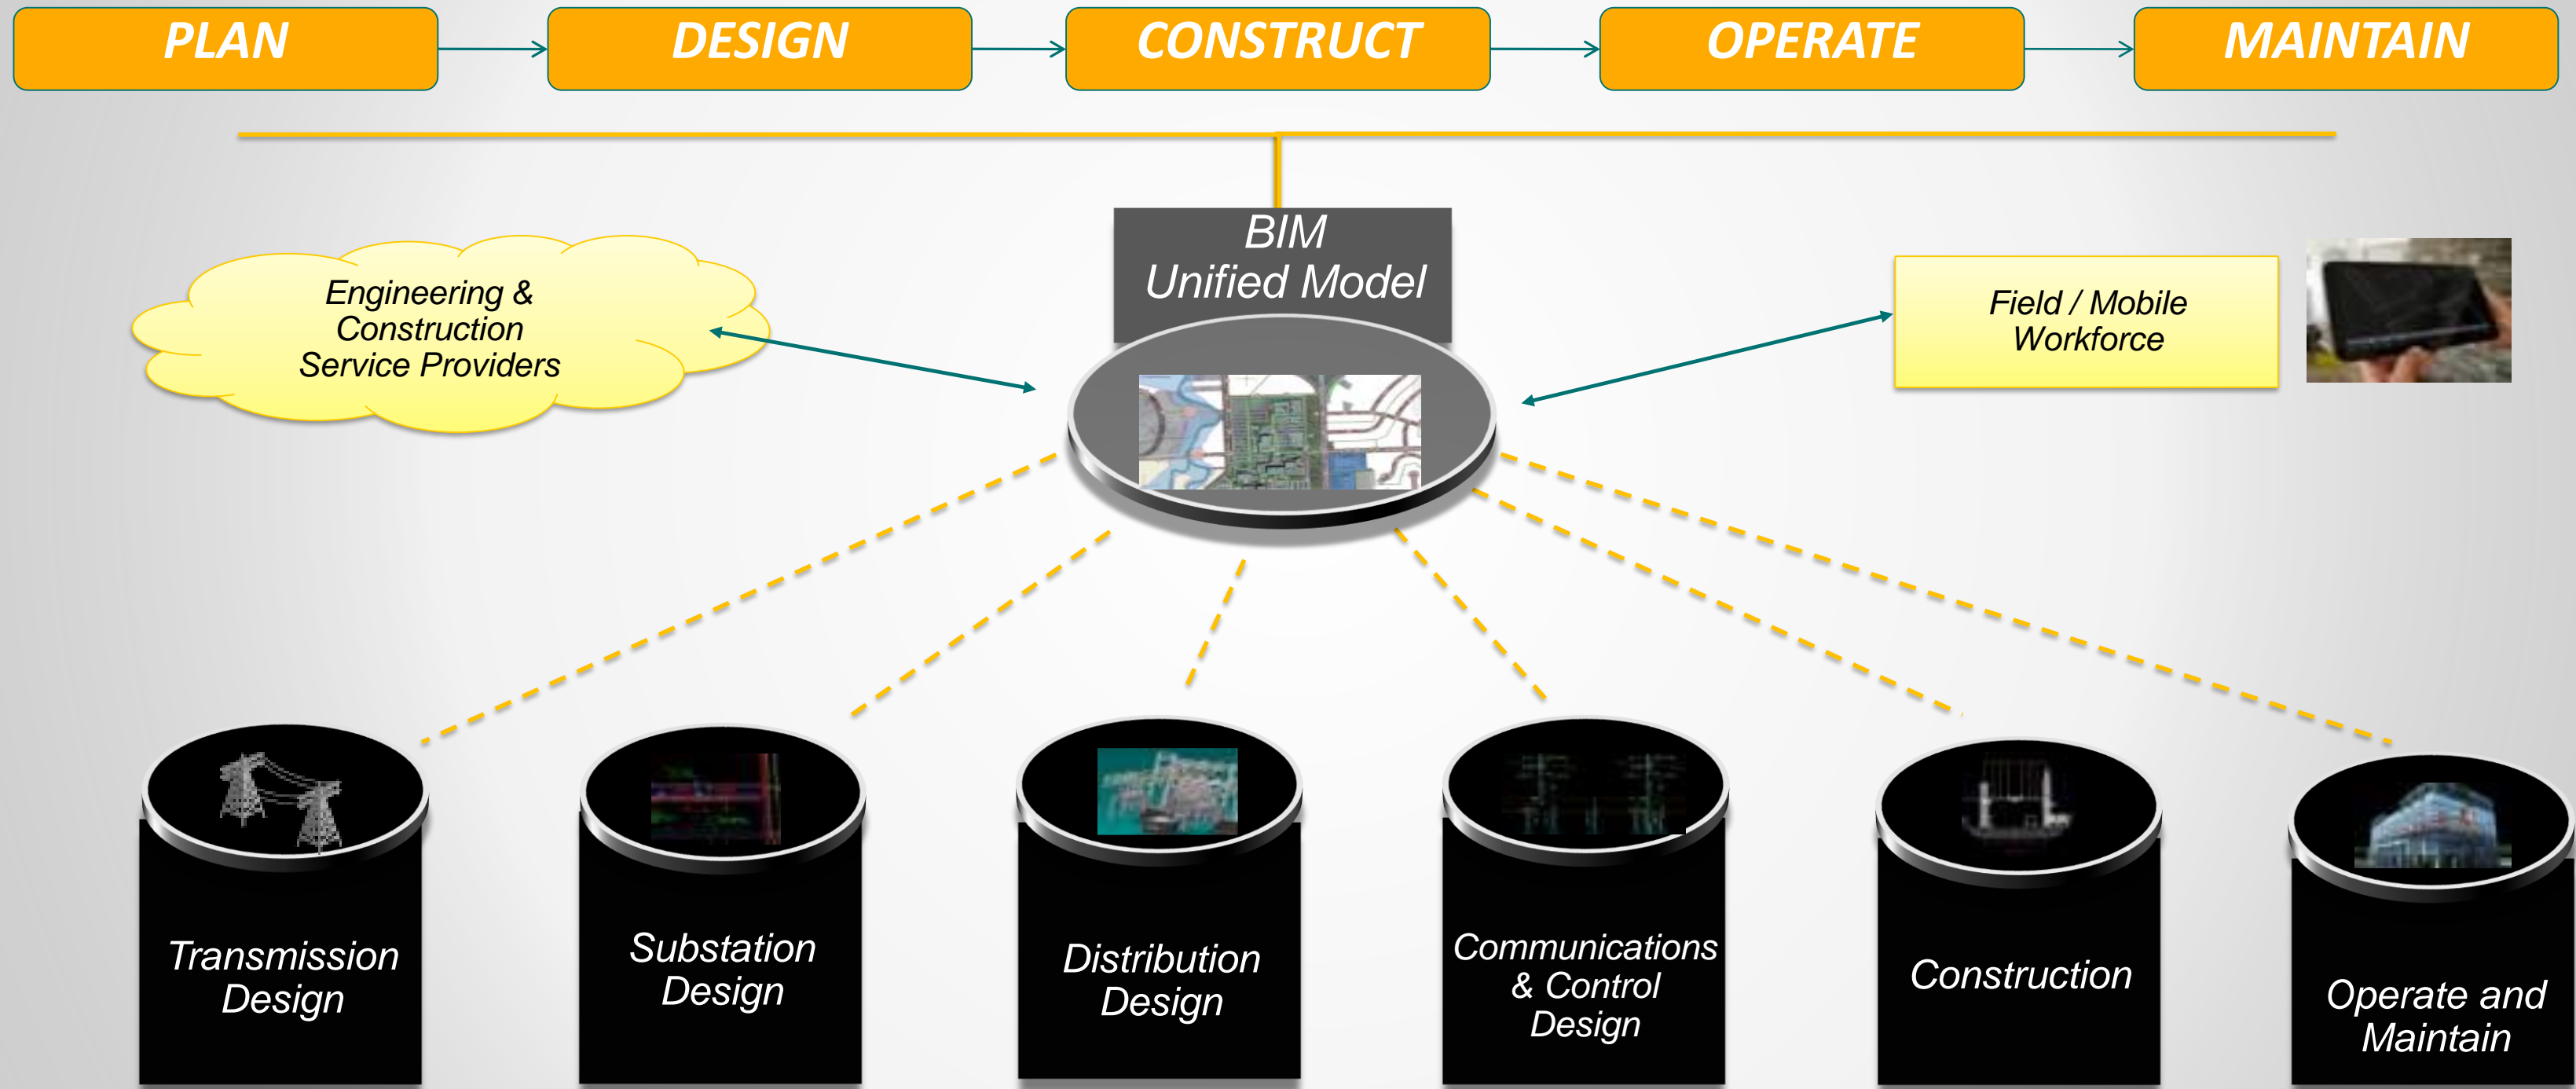 PLAN
DESIGN
CONSTRUCT
OPERATE
MAINTAIN
BIM
Unified Model
Engineering &
Construction
Service Providers
Field / Mobile
Workforce
Transmission
Design
Substation
Design
Distribution
Design
Communications
& Control
Design
Construction
Operate and
Maintain